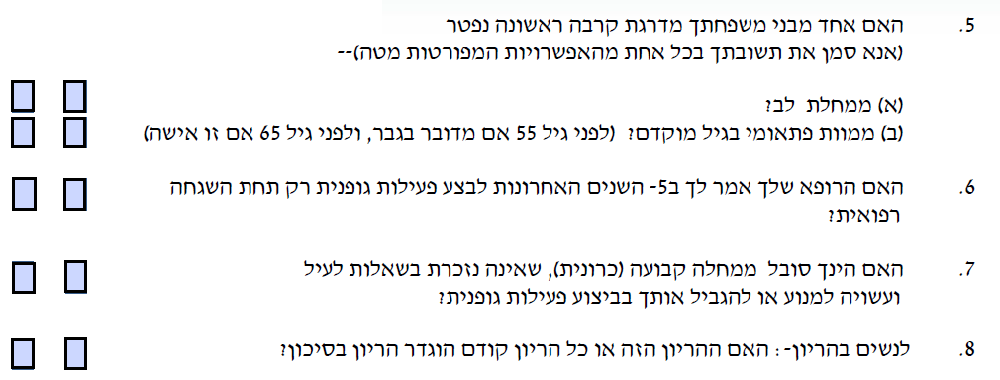 5. האם אחד מבני משפחתך מדרגת קרבה ראשונה נפטר
(אנא סמן את תשובתך בכל אחת מהאפשרויות המפורטות מטה)--
(א) ממחלת לב?
(ב) ממוות פתאומי בגיל מוקדם? (לפני גיל 55 אם מדובר בגבר, ולפני גיל 65 אם זו אישה)
6. האם הרופא שלך אמר לך ב5- השנים האחרונות לבצע פעילות גופנית רק תחת השגחה
רפואית?
7. האם הינך סובל ממחלה קבועה (כרונית), שאינה נזכרת בשאלות לעיל
ועשויה למנוע או להגביל אותך בביצוע פעילות גופנית?
8. לנשים בהריון- : האם ההריון הזה או כל הריון קודם הוגדר הריון בסיכון?